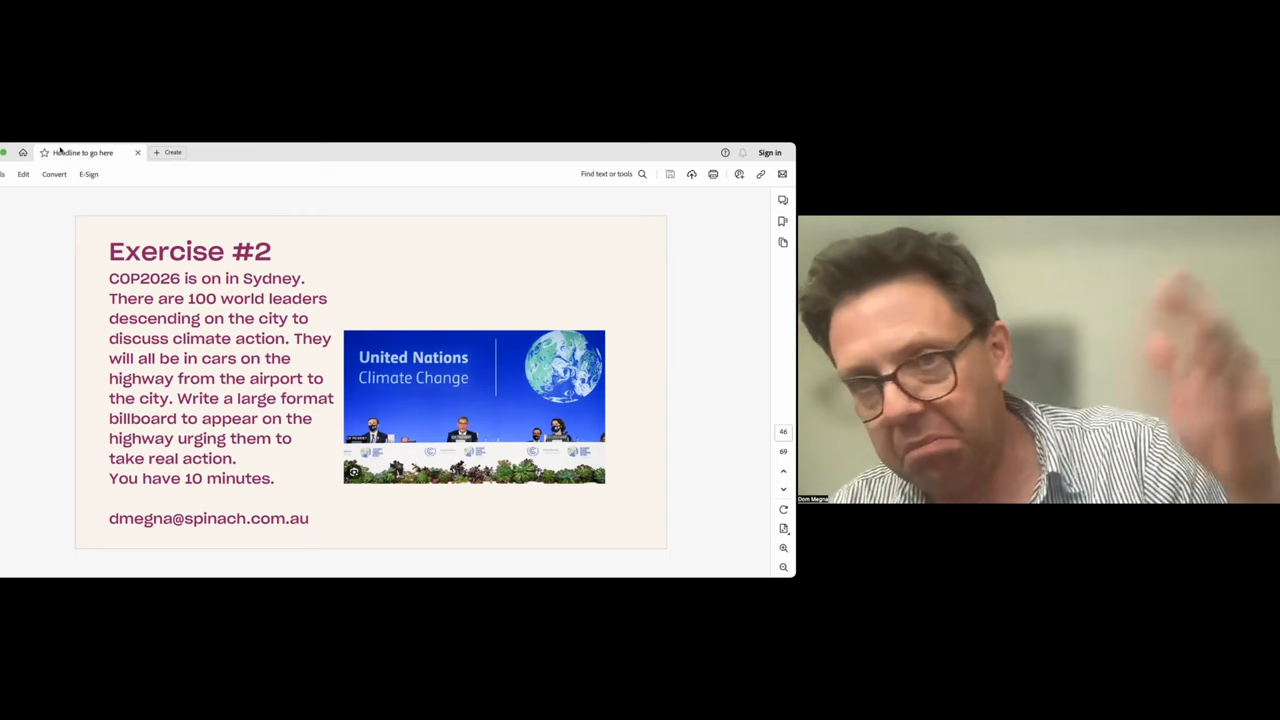 Headline to go here
Create
Sign in
ls
Edit
Convert
E-Sign
Find text or tools
Exercise #2
COP2026 is on in Sydney.
There are 100 world leaders
descending on the city to
discuss climate action. They
will all be in cars on the
highway from the airport to
the city. Write a large format
billboard to appear on the
highway urging them to
take real action.
You have 10 minutes.
dmegna@spinach.com.au
United Nations
Climate Change
46
69
Dom Megna